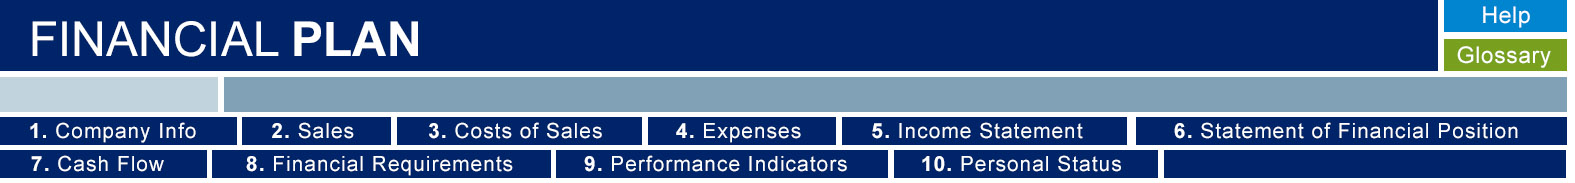 FINANCIAL PLAN
Help
Glossary
1. Company Info 2. Sales 3. Costs of Sales 4. Expenses 5. Income Statement 6. Statement of Financial Position
7. Cash Flow 8. Financial Requirements 9. Performance Indicators 10. Personal Status